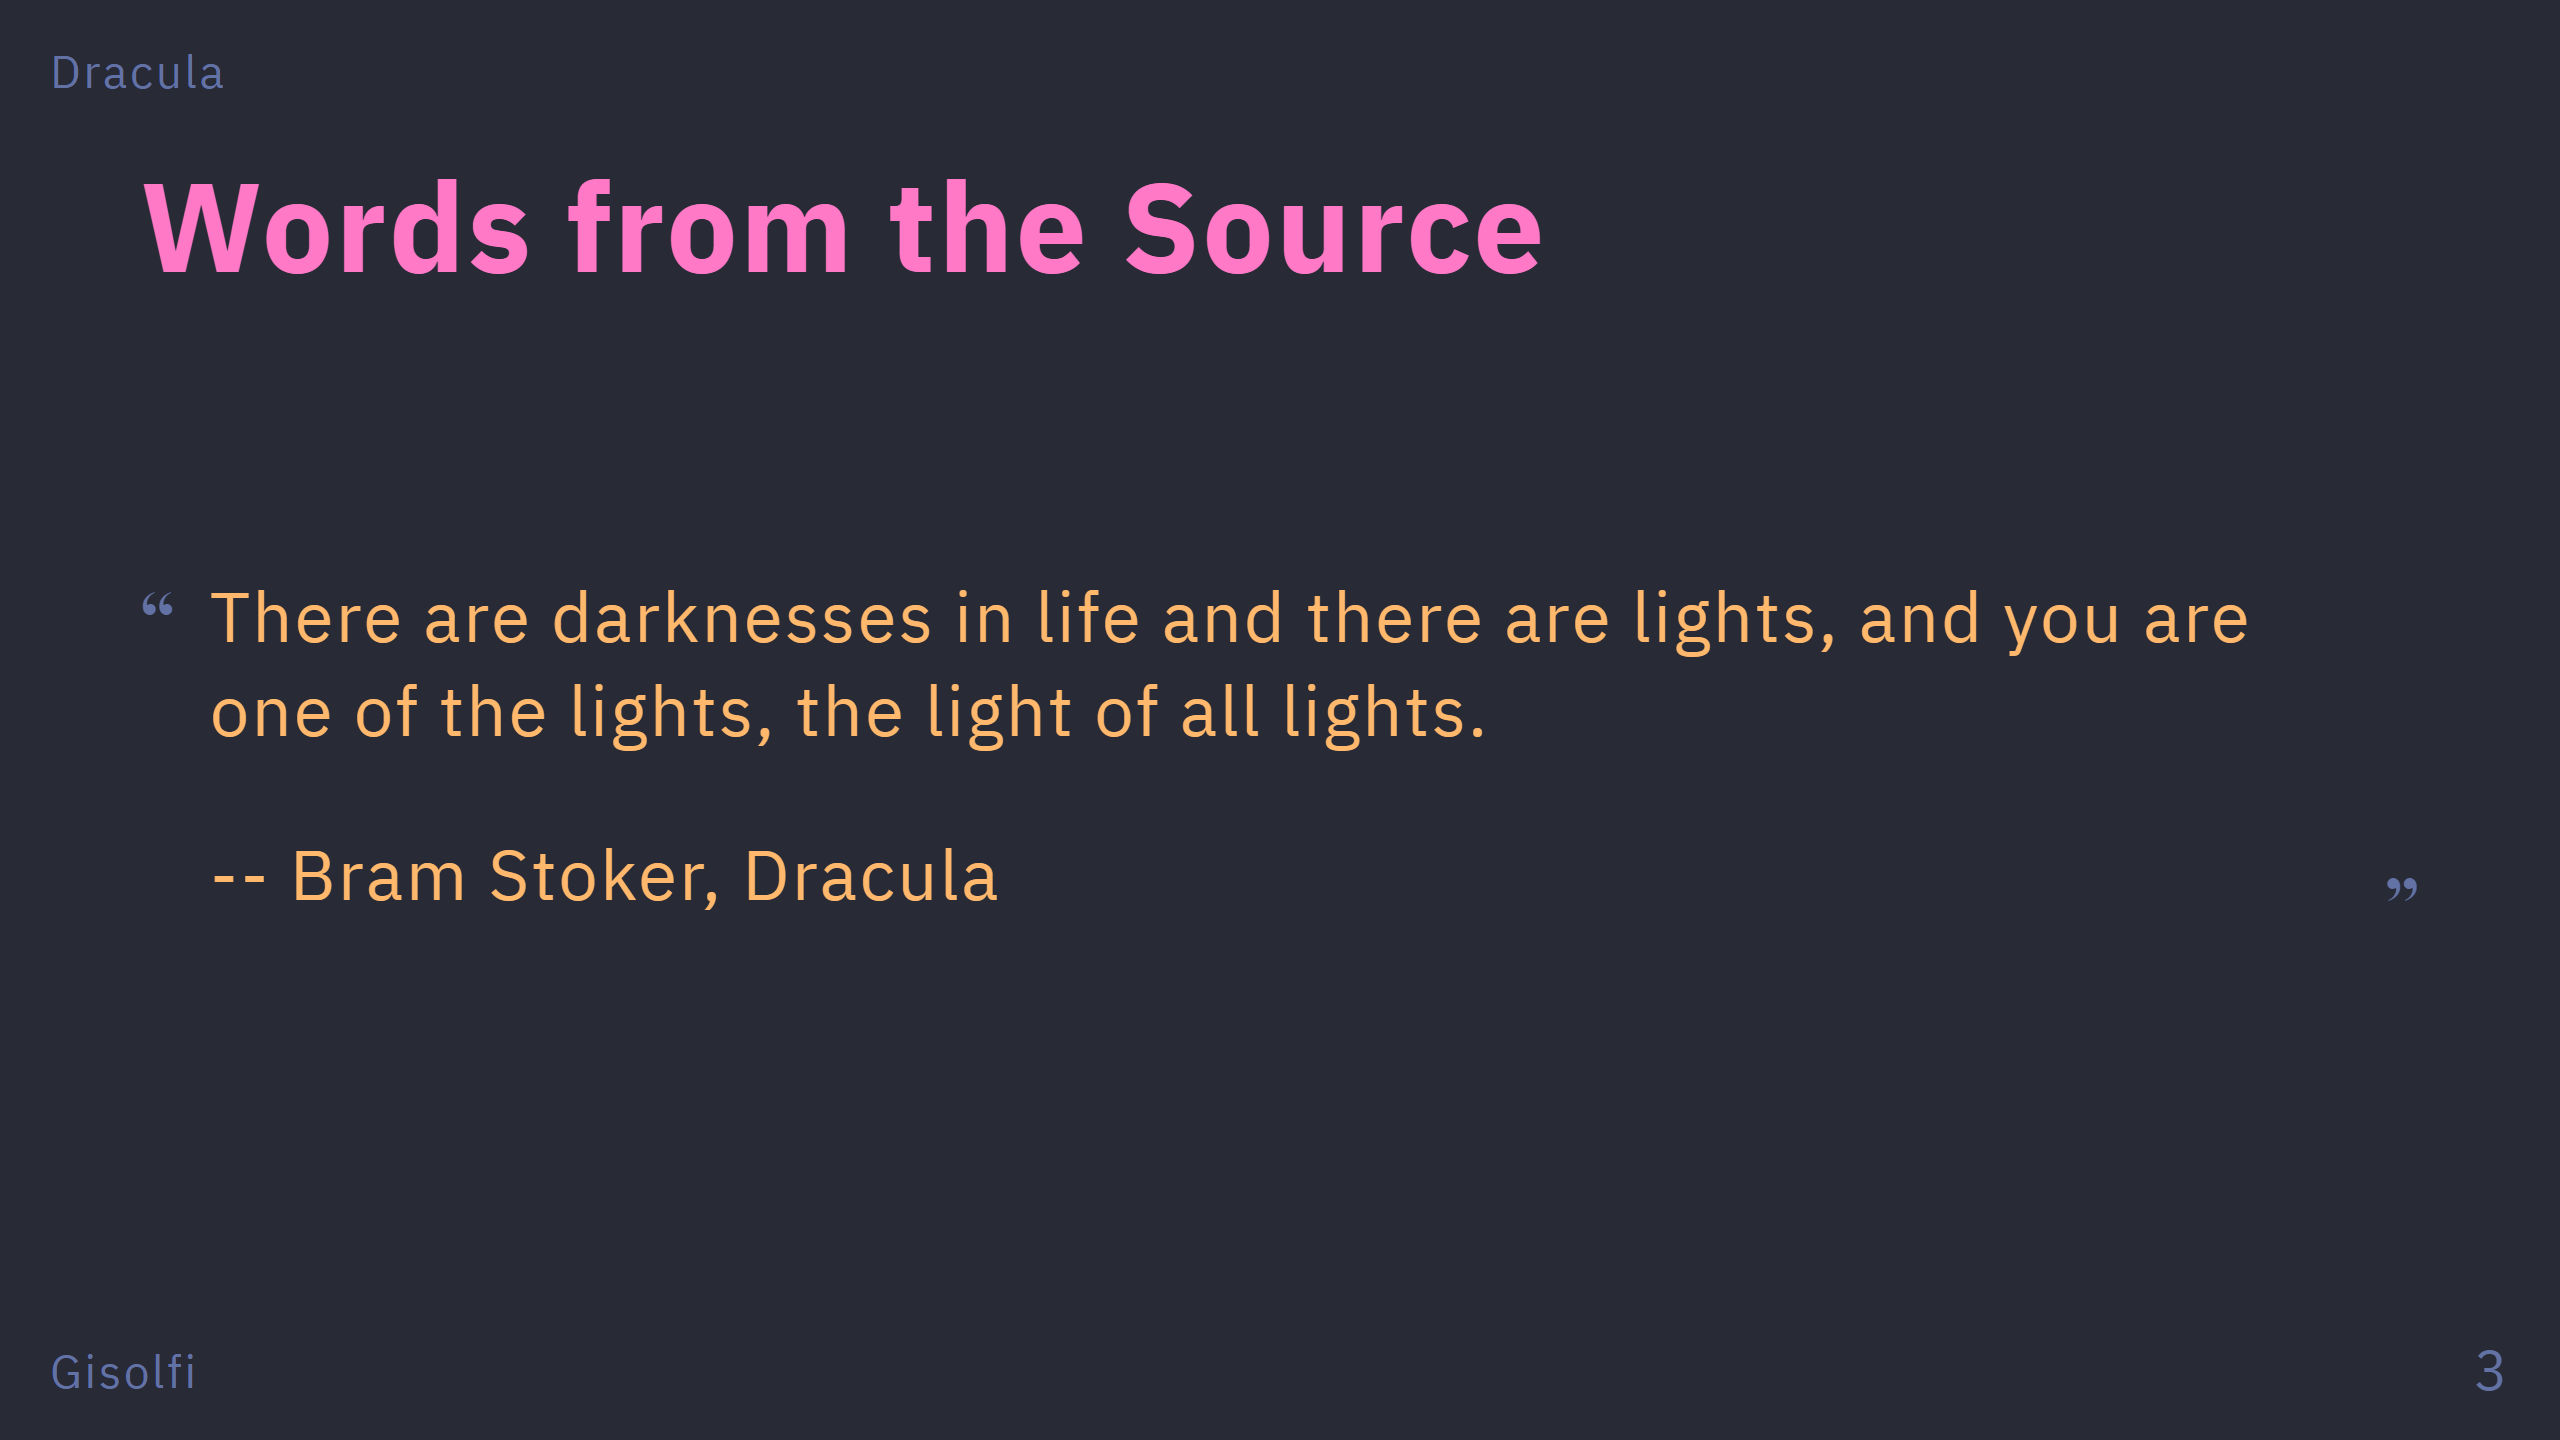 Dracula
Words from the Source
“ There are darknesses in life and there are lights, and you are
one of the lights, the light of all lights.
-- Bram Stoker, Dracula ”
Gisolfi
3